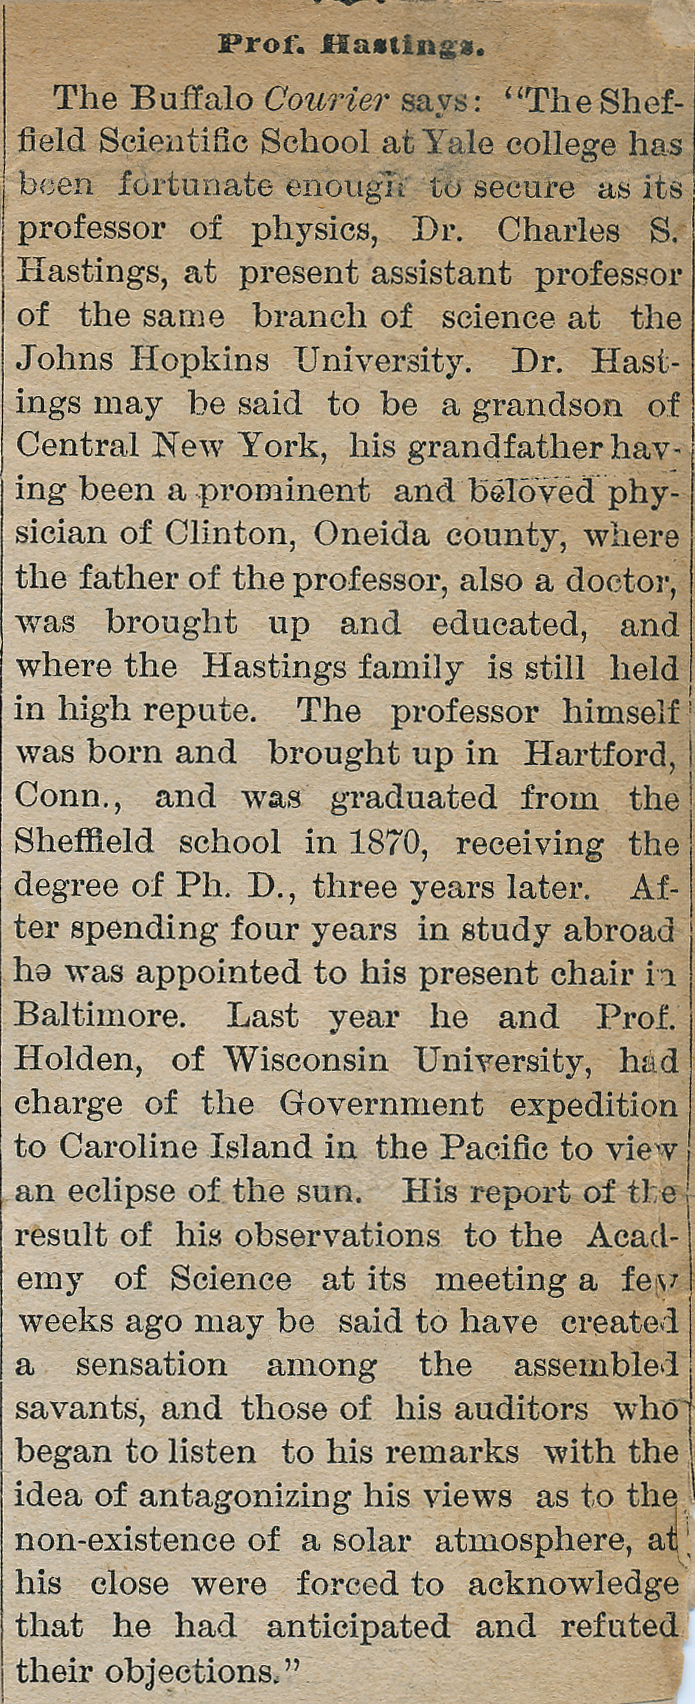 Prof. Hastings.
The Buffalo Courier says: “The Shef-
field Scientific School at Yale college has
been fortunate enough to secure as its
professor of physics, Dr. Charles S.
Hastings, at present assistant professor
of the same branch of science at the
Johns Hopkins University. Dr. Hast-
ings may be said to be a grandson of
Central New York, his grandfather hav-
ing been a prominent and beloved phy-
sician of Clinton, Oneida county, where
the father of the professor, also a doctor,
was brought up and educated, and
where the Hastings family is still held
in high repute. The professor himself
was born and brought up in Hartford,
Conn., and was graduated from the
Sheffield school in 1870, receiving the
degree of Ph. D., three years later. Af-
ter spending four years in study abroad
he was appointed to his present chair in
Baltimore. Last year he and Prof.
Holden, of Wisconsin University, had
charge of the Government expedition
to Caroline Island in the Pacific to view
an eclipse of the sun. His report of the
result of his observations to the Acad-
emy of Science at its meeting a few
weeks ago may be said to have created
a sensation among the assembled
savants, and those of his auditors who
began to listen to his remarks with the
idea of antagonizing his views as to the
non-existence of a solar atmosphere, at
his close were forced to acknowledge
that he had anticipated and refuted
their objections.”